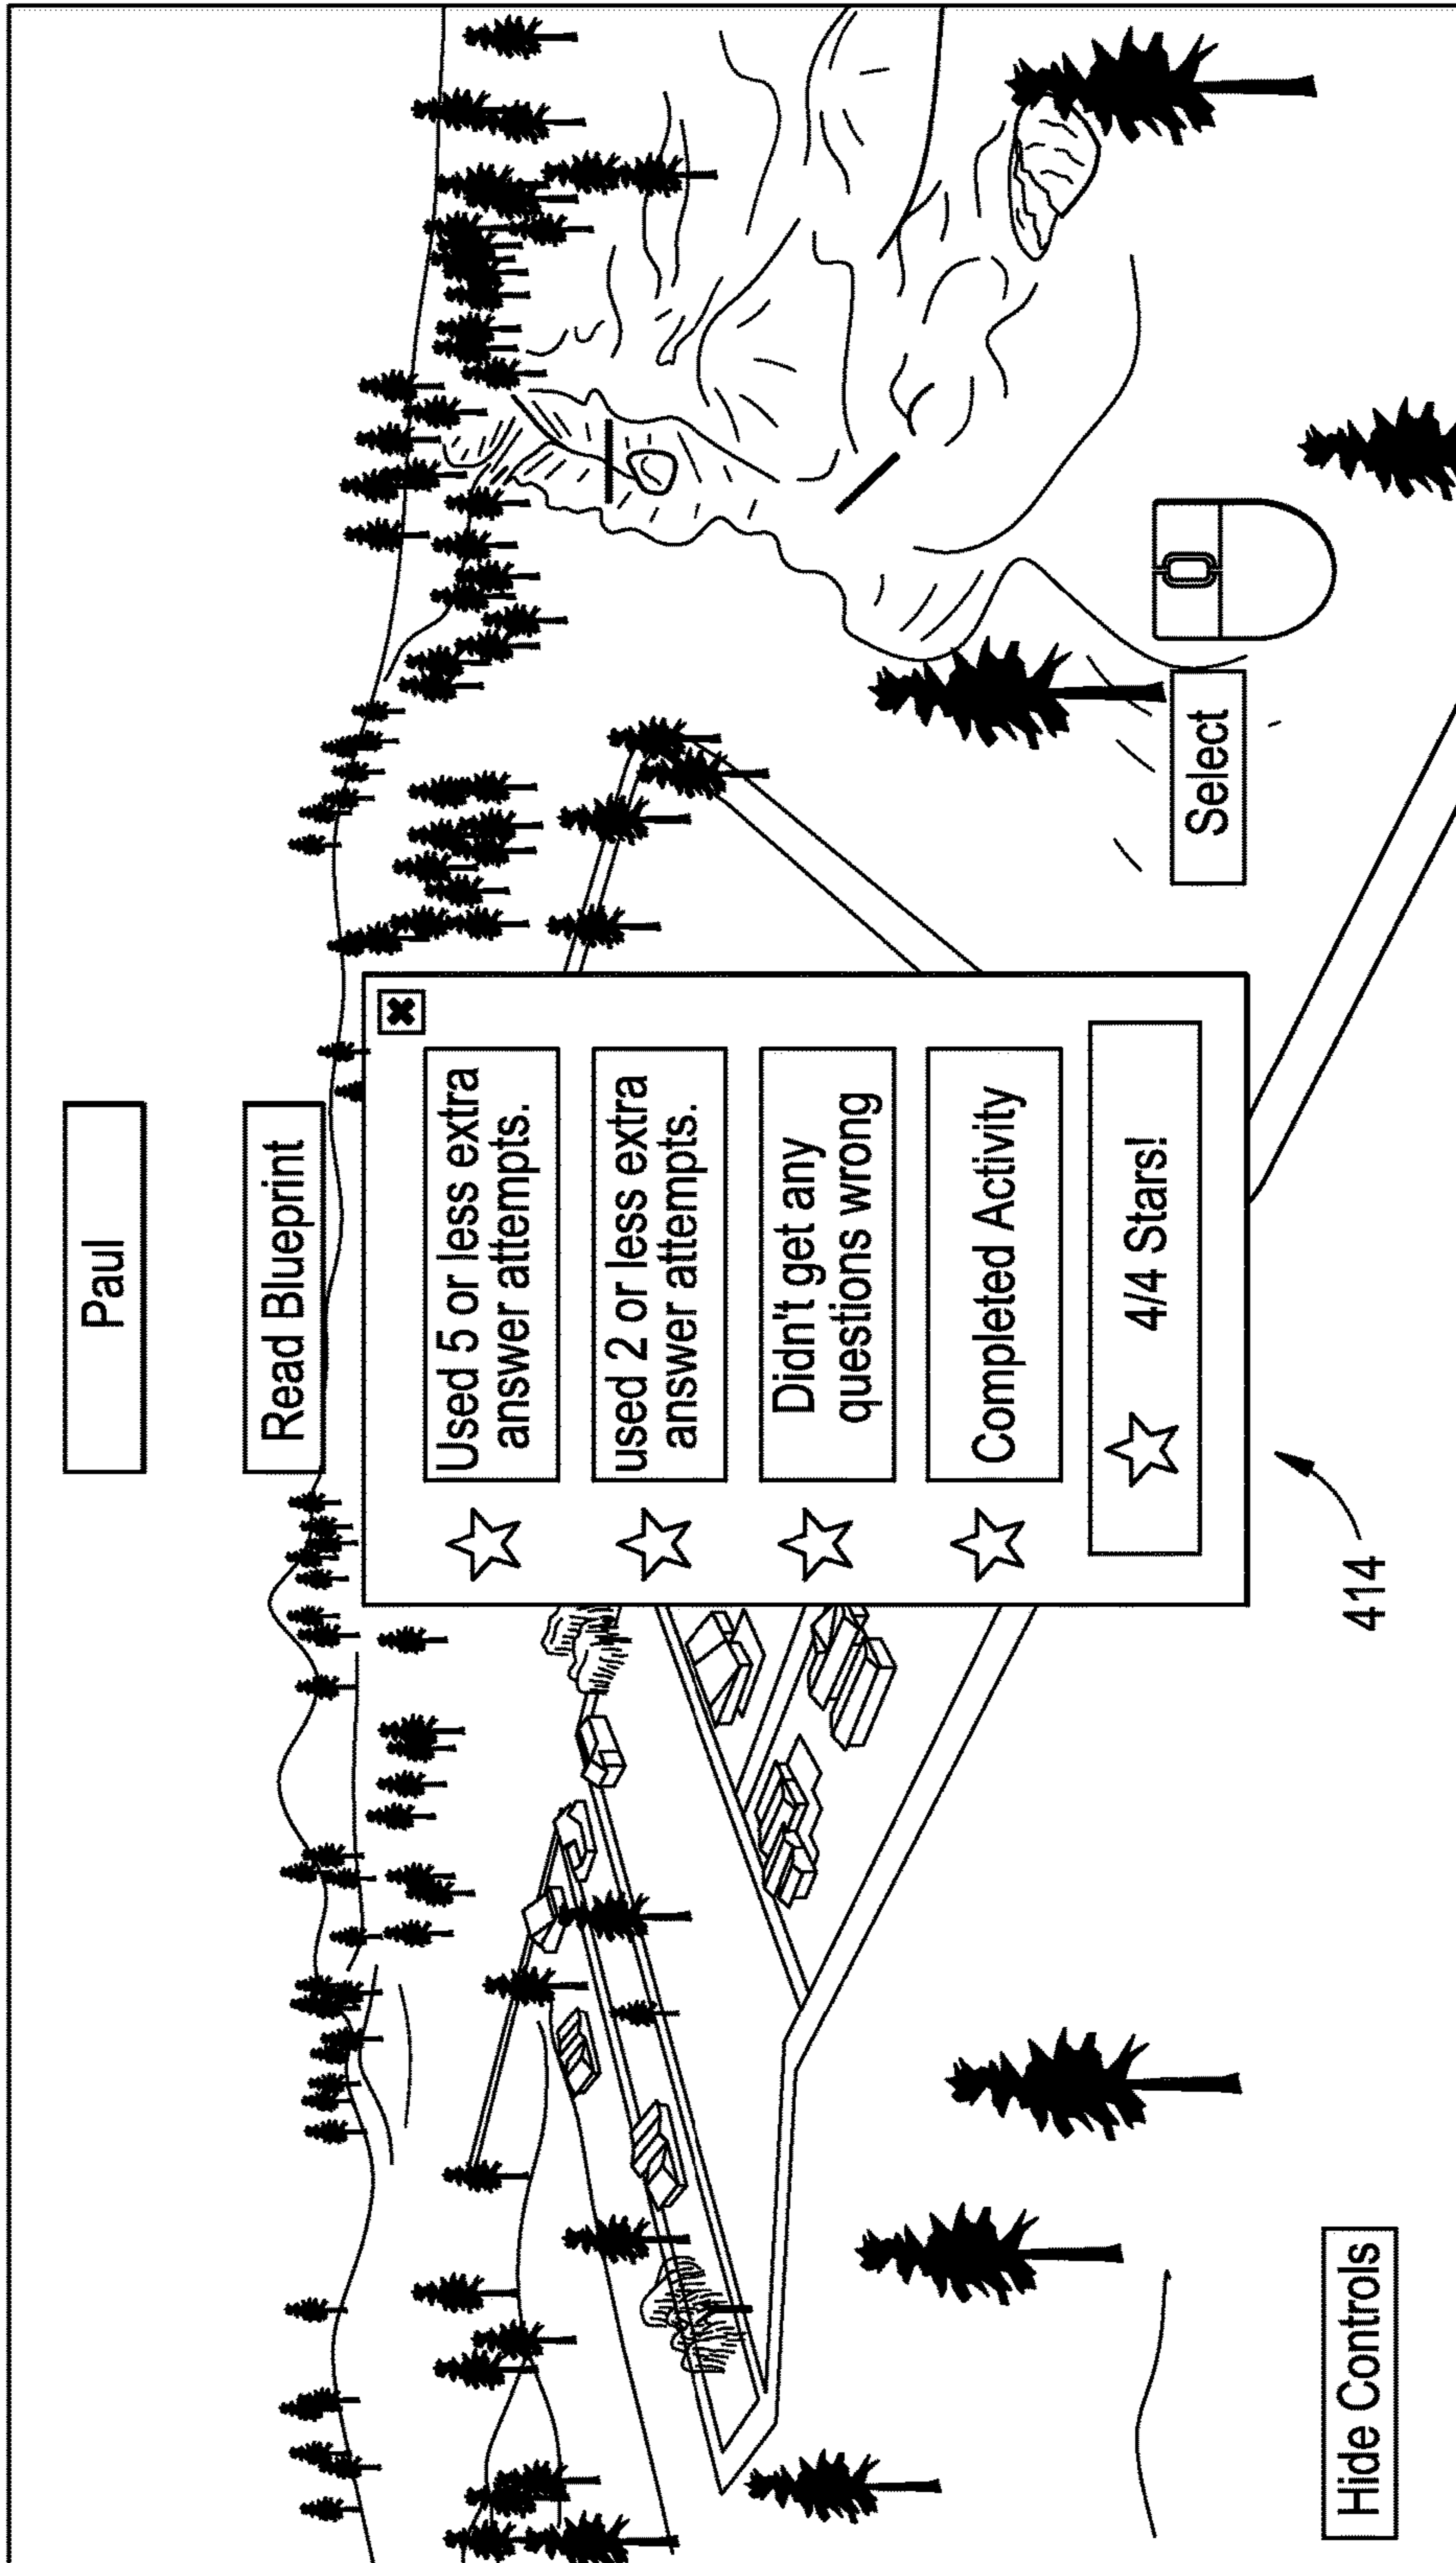 Paul
Read Blueprint
Used 5 or less extra
answer attempts.
used 2 or less extra
answer attempts.
Didn't get any
questions wrong
Completed Activity
4/4 Stars!
Select
Hide Controls
414